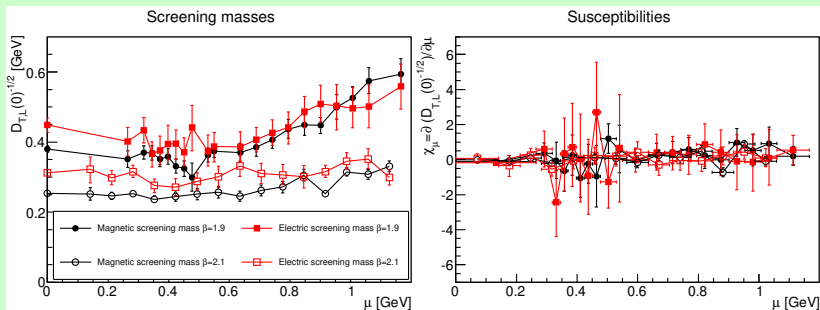 Screening masses
D_{T,L}(0)^{-1/2} [GeV]
0.6
0.4
0.2
0
Magnetic screening mass β=1.9
Electric screening mass β=1.9
Magnetic screening mass β=2.1
Electric screening mass β=2.1
0 0.2 0.4 0.6 0.8 1
μ [GeV]
Susceptibilities
χ_μ=∂ (D_{T,L}(0)^{-1/2})/∂μ
6
4
2
0
-2
-4
-6
0 0.2 0.4 0.6 0.8 1
μ [GeV]